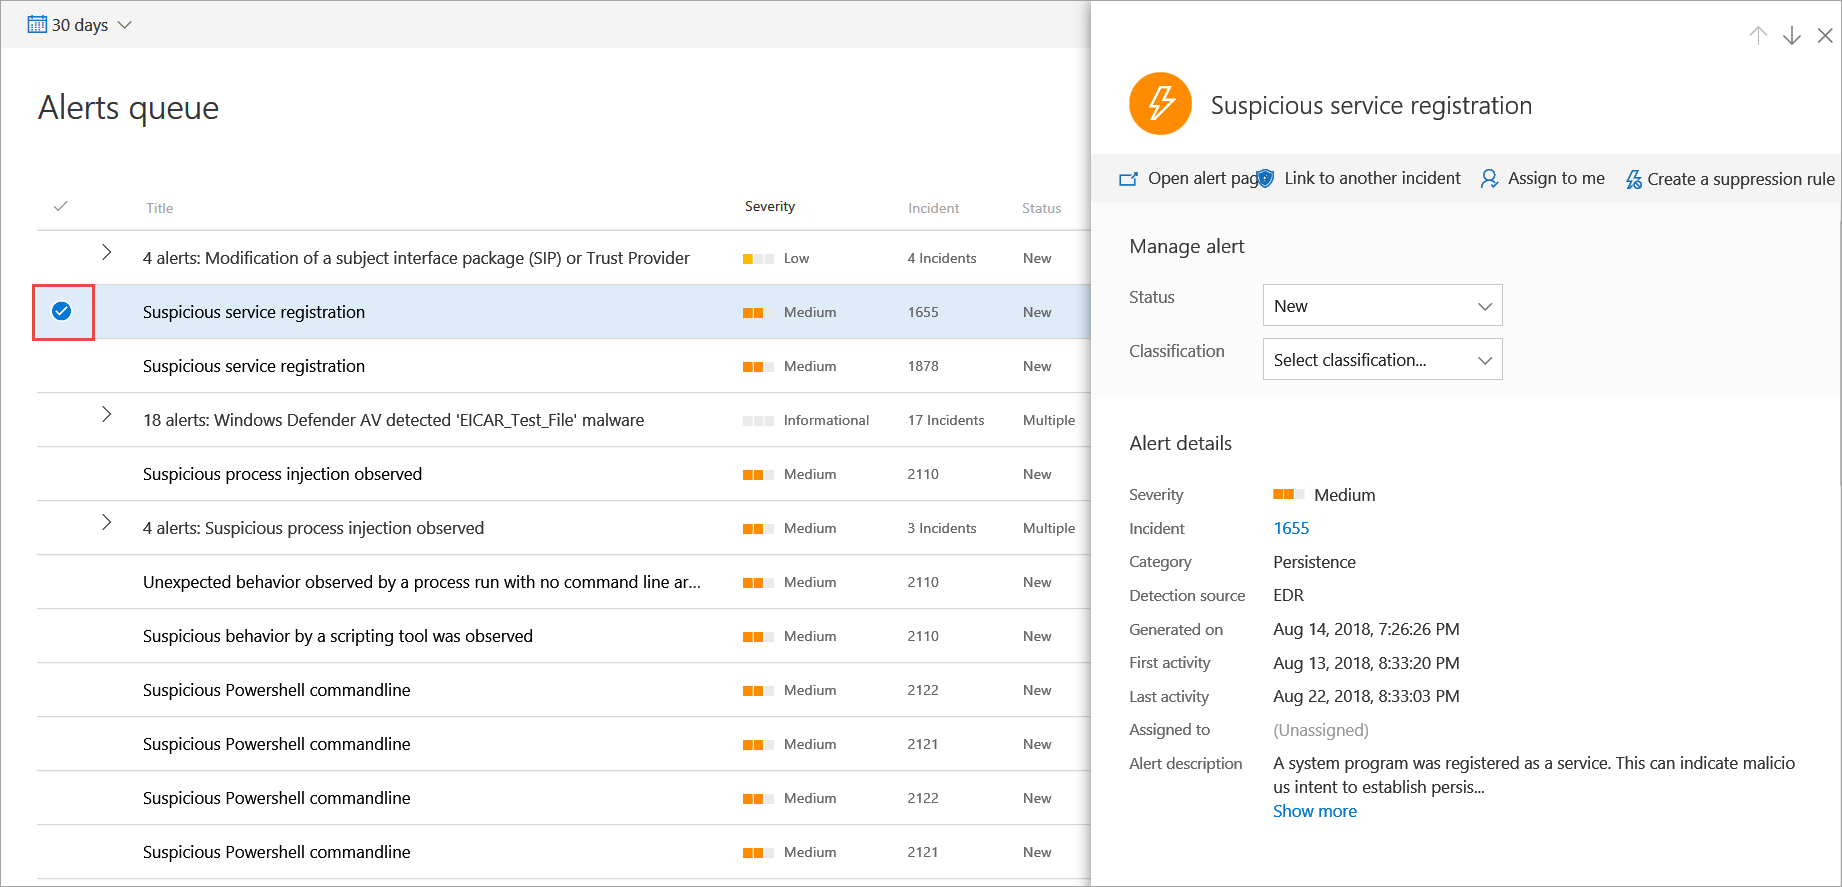 30 days
Alerts queue
Title Severity Incident Status
4 alerts: Modification of a subject interface package (SIP) or Trust Provider Low 4 Incidents New
Suspicious service registration Medium 1655 New
Suspicious service registration Medium 1878 New
18 alerts: Windows Defender AV detected 'EICAR_Test_File' malware Informational 17 Incidents Multiple
Suspicious process injection observed Medium 2110 New
4 alerts: Suspicious process injection observed Medium 3 Incidents Multiple
Unexpected behavior observed by a process run with no command line ar... Medium 2110 New
Suspicious behavior by a scripting tool was observed Medium 2110 New
Suspicious Powershell commandline Medium 2122 New
Suspicious Powershell commandline Medium 2121 New
Suspicious Powershell commandline Medium 2122 New
Suspicious Powershell commandline Medium 2121 New
Suspicious service registration
Open alert page Link to another incident Assign to me Create a suppression rule
Manage alert
Status New
Classification Select classification...
Alert details
Severity Medium
Incident 1655
Category Persistence
Detection source EDR
Generated on Aug 14, 2018, 7:26:26 PM
First activity Aug 13, 2018, 8:33:20 PM
Last activity Aug 22, 2018, 8:33:03 PM
Assigned to (Unassigned)
Alert description A system program was registered as a service. This can indicate malicio
us intent to establish persis...
Show more